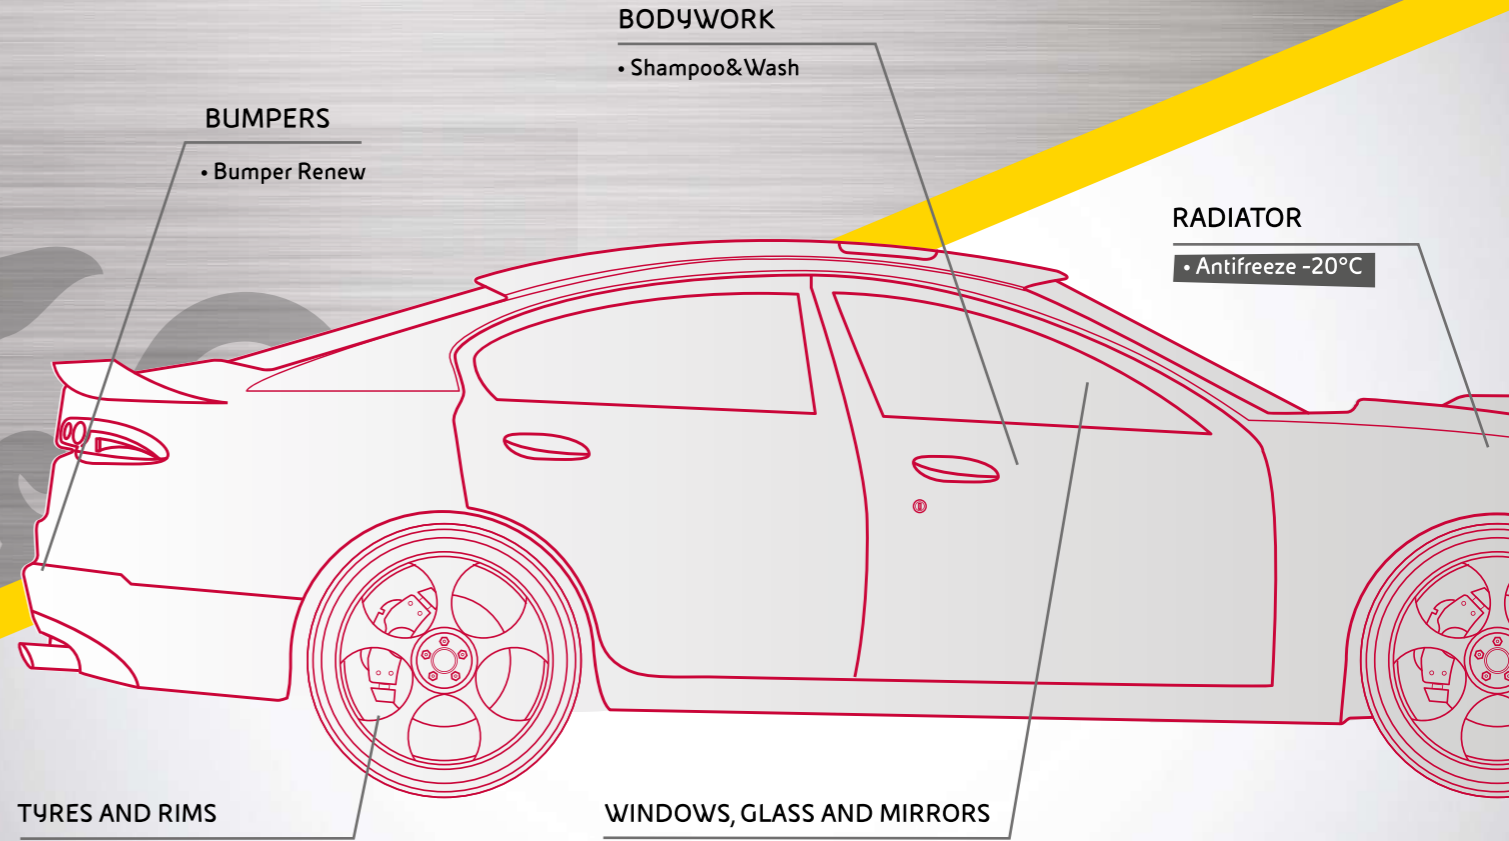 BODYWORK
• Shampoo&Wash
BUMPERS
• Bumper Renew
RADIATOR
• Antifreeze -20°C
TYRES AND RIMS
WINDOWS, GLASS AND MIRRORS